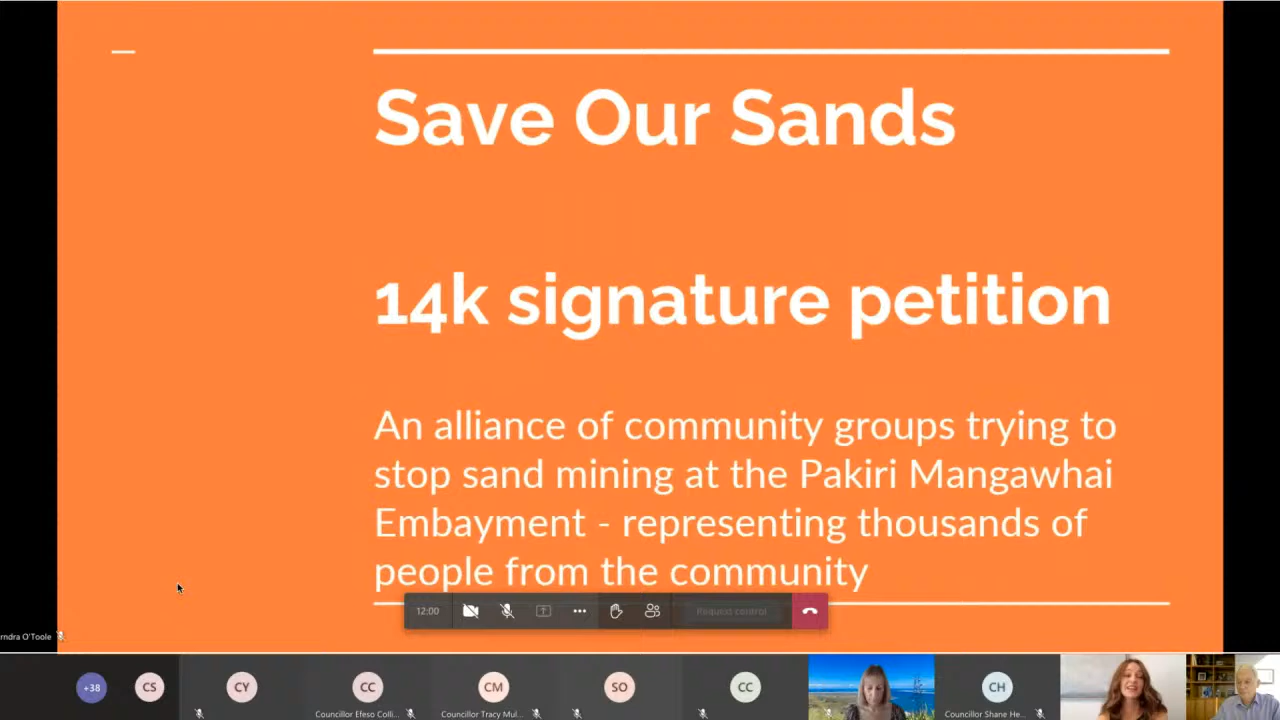 Save Our Sands
14k signature petition
An alliance of community groups trying to
stop sand mining at the Pakiri Mangawhai
Embayment - representing thousands of
people from the community
12:00
Request control
rndra O'Toole
+38
CS
CY
CC
CM
SO
CC
CH
Councillor Efeso Colli...
Councillor Tracy Mul...
Councillor Shane He...